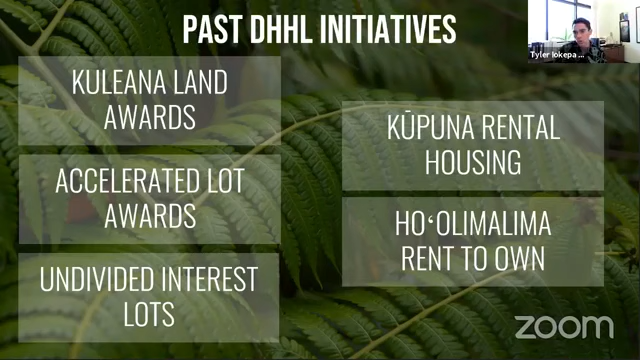 PAST DHHL INITIATIVES
Tyler Iokepa ...
KULEANA LAND
AWARDS
ACCELERATED LOT
AWARDS
UNDIVIDED INTEREST
LOTS
KŪPUNA RENTAL
HOUSING
HOʻOLIMALIMA
RENT TO OWN
zoom